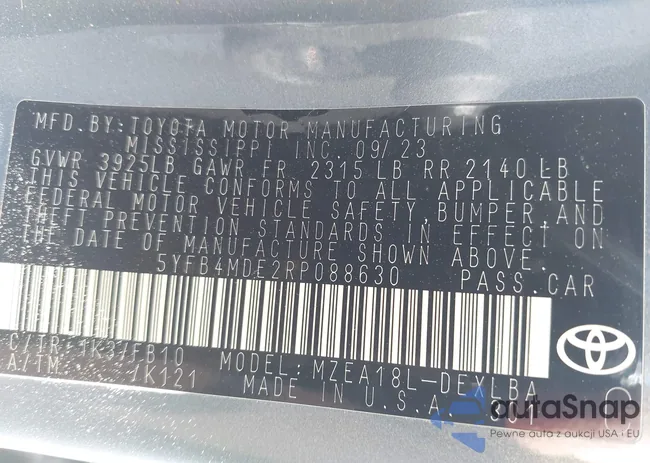 MFD.BY:TOYOTA MOTOR MANUFACTURING
MISSISSIPPI INC. 09/23
GVWR 3925LB GAWR FR 2315 LB RR 2140 LB
THIS VEHICLE CONFORMS TO ALL APPLICABLE
FEDERAL MOTOR VEHICLE SAFETY,BUMPER,AND
THEFT PREVENTION STANDARDS IN EFFECT ON
THE DATE OF MANUFACTURE SHOWN ABOVE.
5YFB4MDE2RP088630 PASS.CAR
C/TR: 1K3/FB10 MODEL: MZEA18L-DEXLBA
A/TM: /K121 MADE IN U.S.A.
autoSnap
Pewne auta z aukcji USA i EU